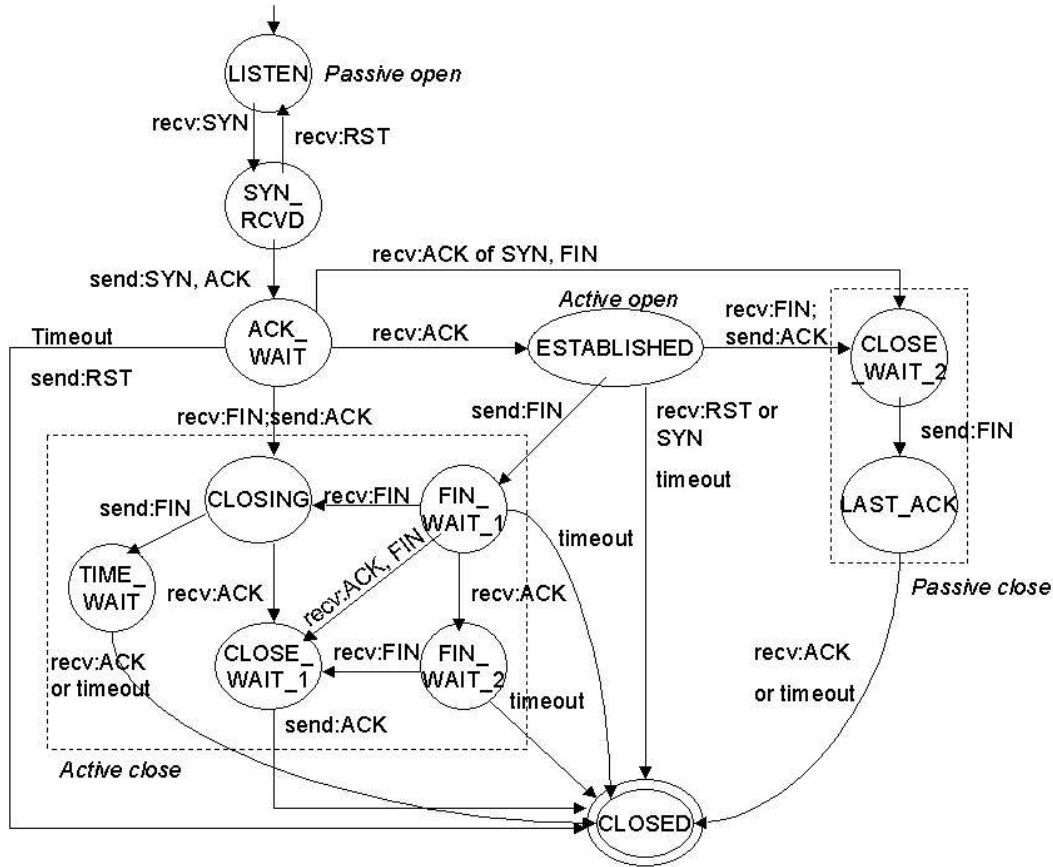 LISTEN
Passive open
recv:SYN
recv:RST
SYN_
RCVD
send:SYN, ACK
recv:ACK of SYN, FIN
Active open
recv:FIN;
send:ACK
Timeout
ACK_
WAIT
recv:ACK
ESTABLISHED
CLOSE
_WAIT_2
send:RST
recv:FIN;send:ACK
send:FIN
recv:RST or
SYN
timeout
send:FIN
CLOSING
recv:FIN
FIN_
WAIT_1
LAST_ACK
send:FIN
timeout
recv:ACK, FIN
TIME_
WAIT
recv:ACK
recv:ACK
Passive close
CLOSE_
WAIT_1
recv:FIN
FIN_
WAIT_2
recv:ACK
or timeout
recv:ACK
or timeout
timeout
send:ACK
Active close
CLOSED